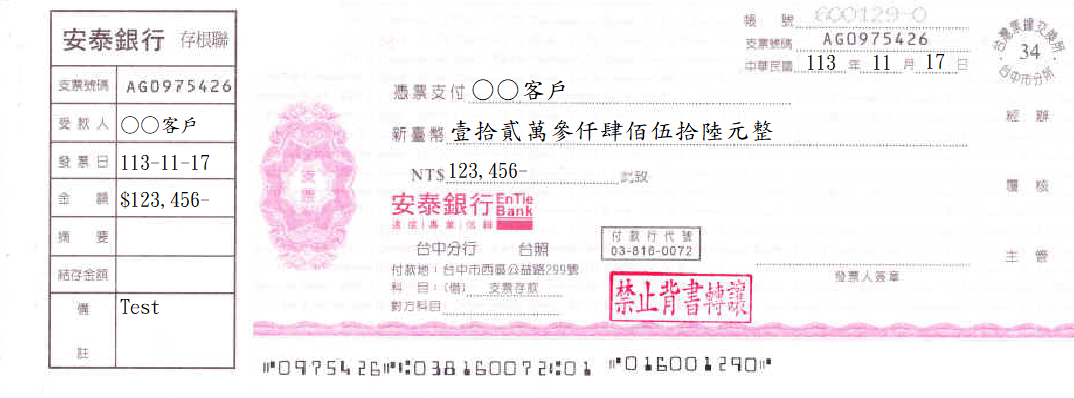 安泰銀行 存根聯
支票號碼 AG0975426
受款人 ○○客戶
發票日 113-11-17
金額 $123,456-
摘要
結存金額
備註 Test
帳號 600129-0
支票號碼 AG0975426
中華民國 113 年 11 月 17 日
台灣票據交換所
34
台中市分所
憑票支付 ○○客戶
新臺幣 壹拾貳萬參仟肆佰伍拾陸元整
NT$ 123,456- 此致
支票
安泰銀行 EnTie Bank
台中分行 台照
付款地：台中市西區公益路299號
科目：(借) 支票存款
對方科目
付款行代號
03-816-0072
禁止背書轉讓
發票人簽章
經辦
覆核
主管
⑈0975426⑈⑆038160072⑆01 ⑈016001290⑈